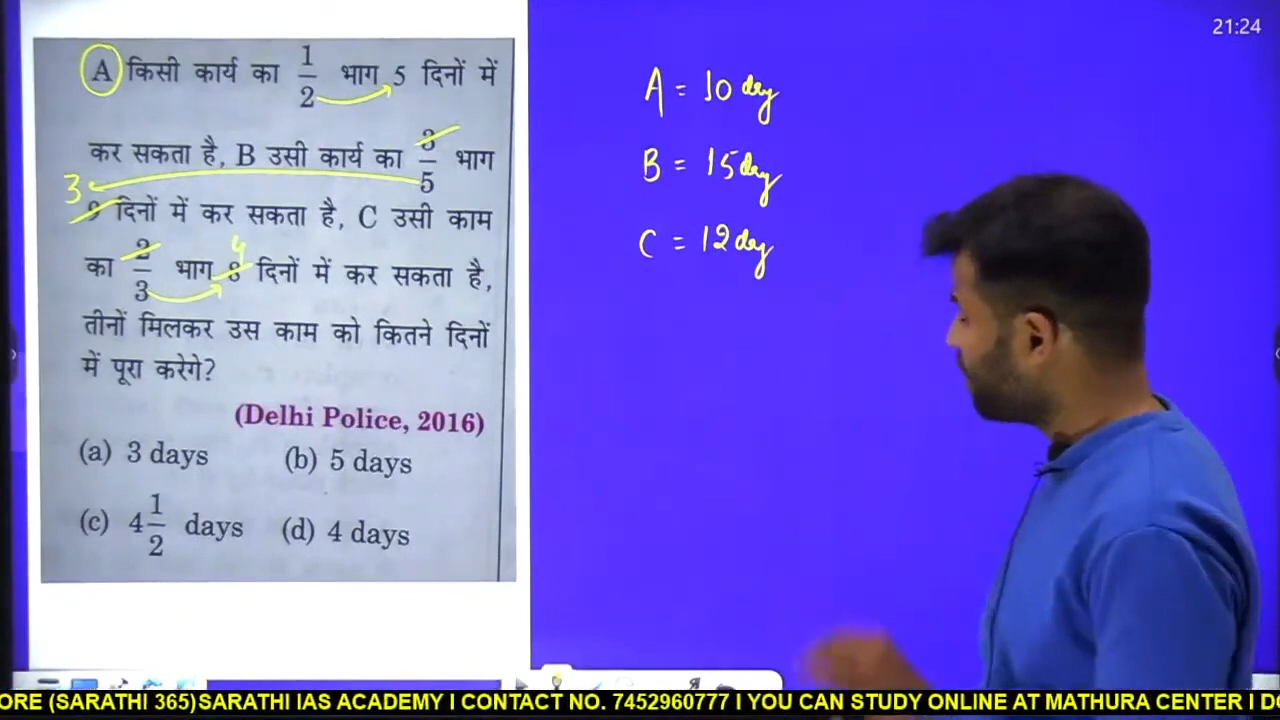 21:24
A किसी कार्य का 1/2 भाग 5 दिनों में
कर सकता है, B उसी कार्य का 3/5 भाग
3
9 दिनों में कर सकता है, C उसी काम
4
का 2/3 भाग 8 दिनों में कर सकता है,
तीनों मिलकर उस काम को कितने दिनों
में पूरा करेगे?
(Delhi Police, 2016)
(a) 3 days (b) 5 days
(c) 4 1/2 days (d) 4 days
A = 10 day
B = 15 day
C = 12 day
ORE (SARATHI 365)SARATHI IAS ACADEMY I CONTACT NO. 7452960777 I YOU CAN STUDY ONLINE AT MATHURA CENTER I